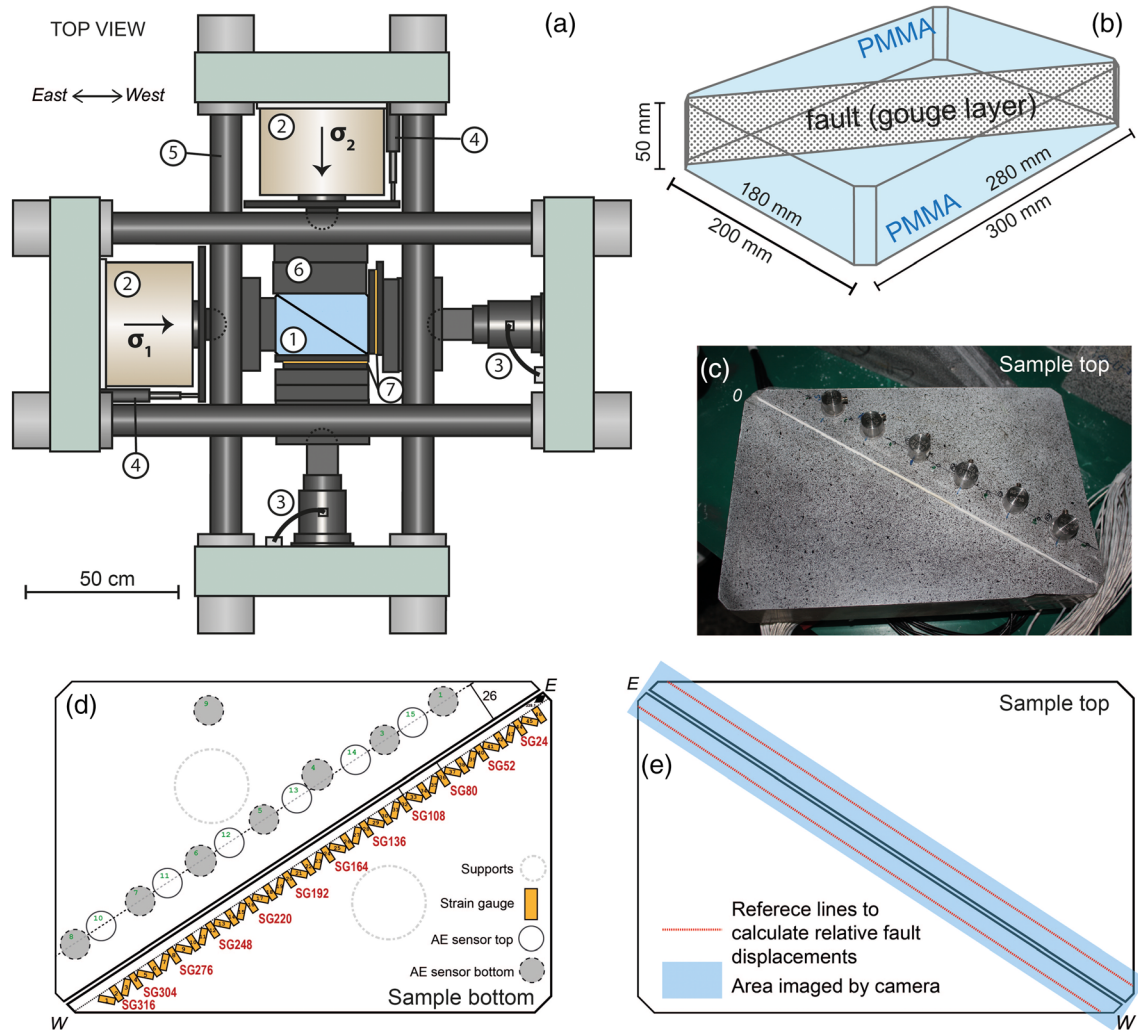 TOP VIEW
(a)
East
West
2
σ2
4
5
6
2
σ1
1
3
7
4
3
50 cm
(b)
PMMA
fault (gouge layer)
50 mm
180 mm
200 mm
280 mm
300 mm
PMMA
(c)
Sample top
0
(d)
E
26
1
15
3
14
4
13
5
12
6
11
7
10
8
9
SG24
SG52
SG80
SG108
SG136
SG164
SG192
SG220
SG248
SG276
SG304
SG316
Supports
Strain gauge
AE sensor top
AE sensor bottom
Sample bottom
W
E
Sample top
(e)
Referece lines to
calculate relative fault
displacements
Area imaged by camera
W